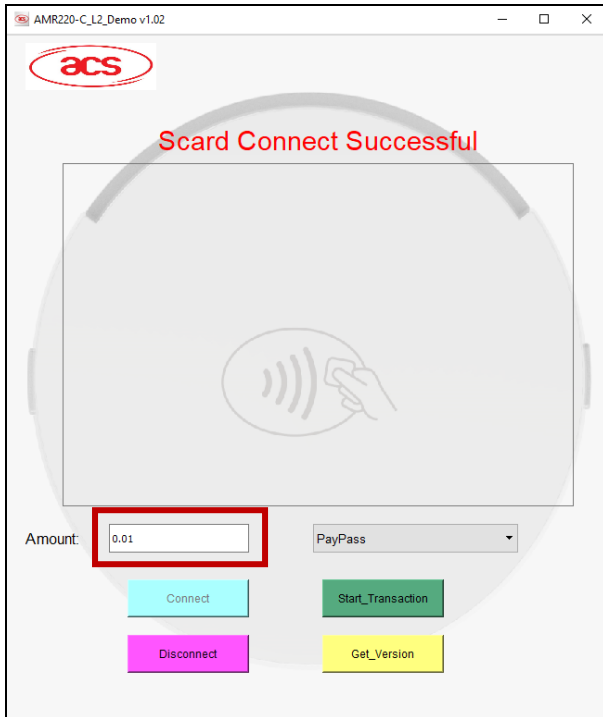 AMR220-C_L2_Demo v1.02
acs
Scard Connect Successful
Amount:
0.01
PayPass
Connect
Start_Transaction
Disconnect
Get_Version